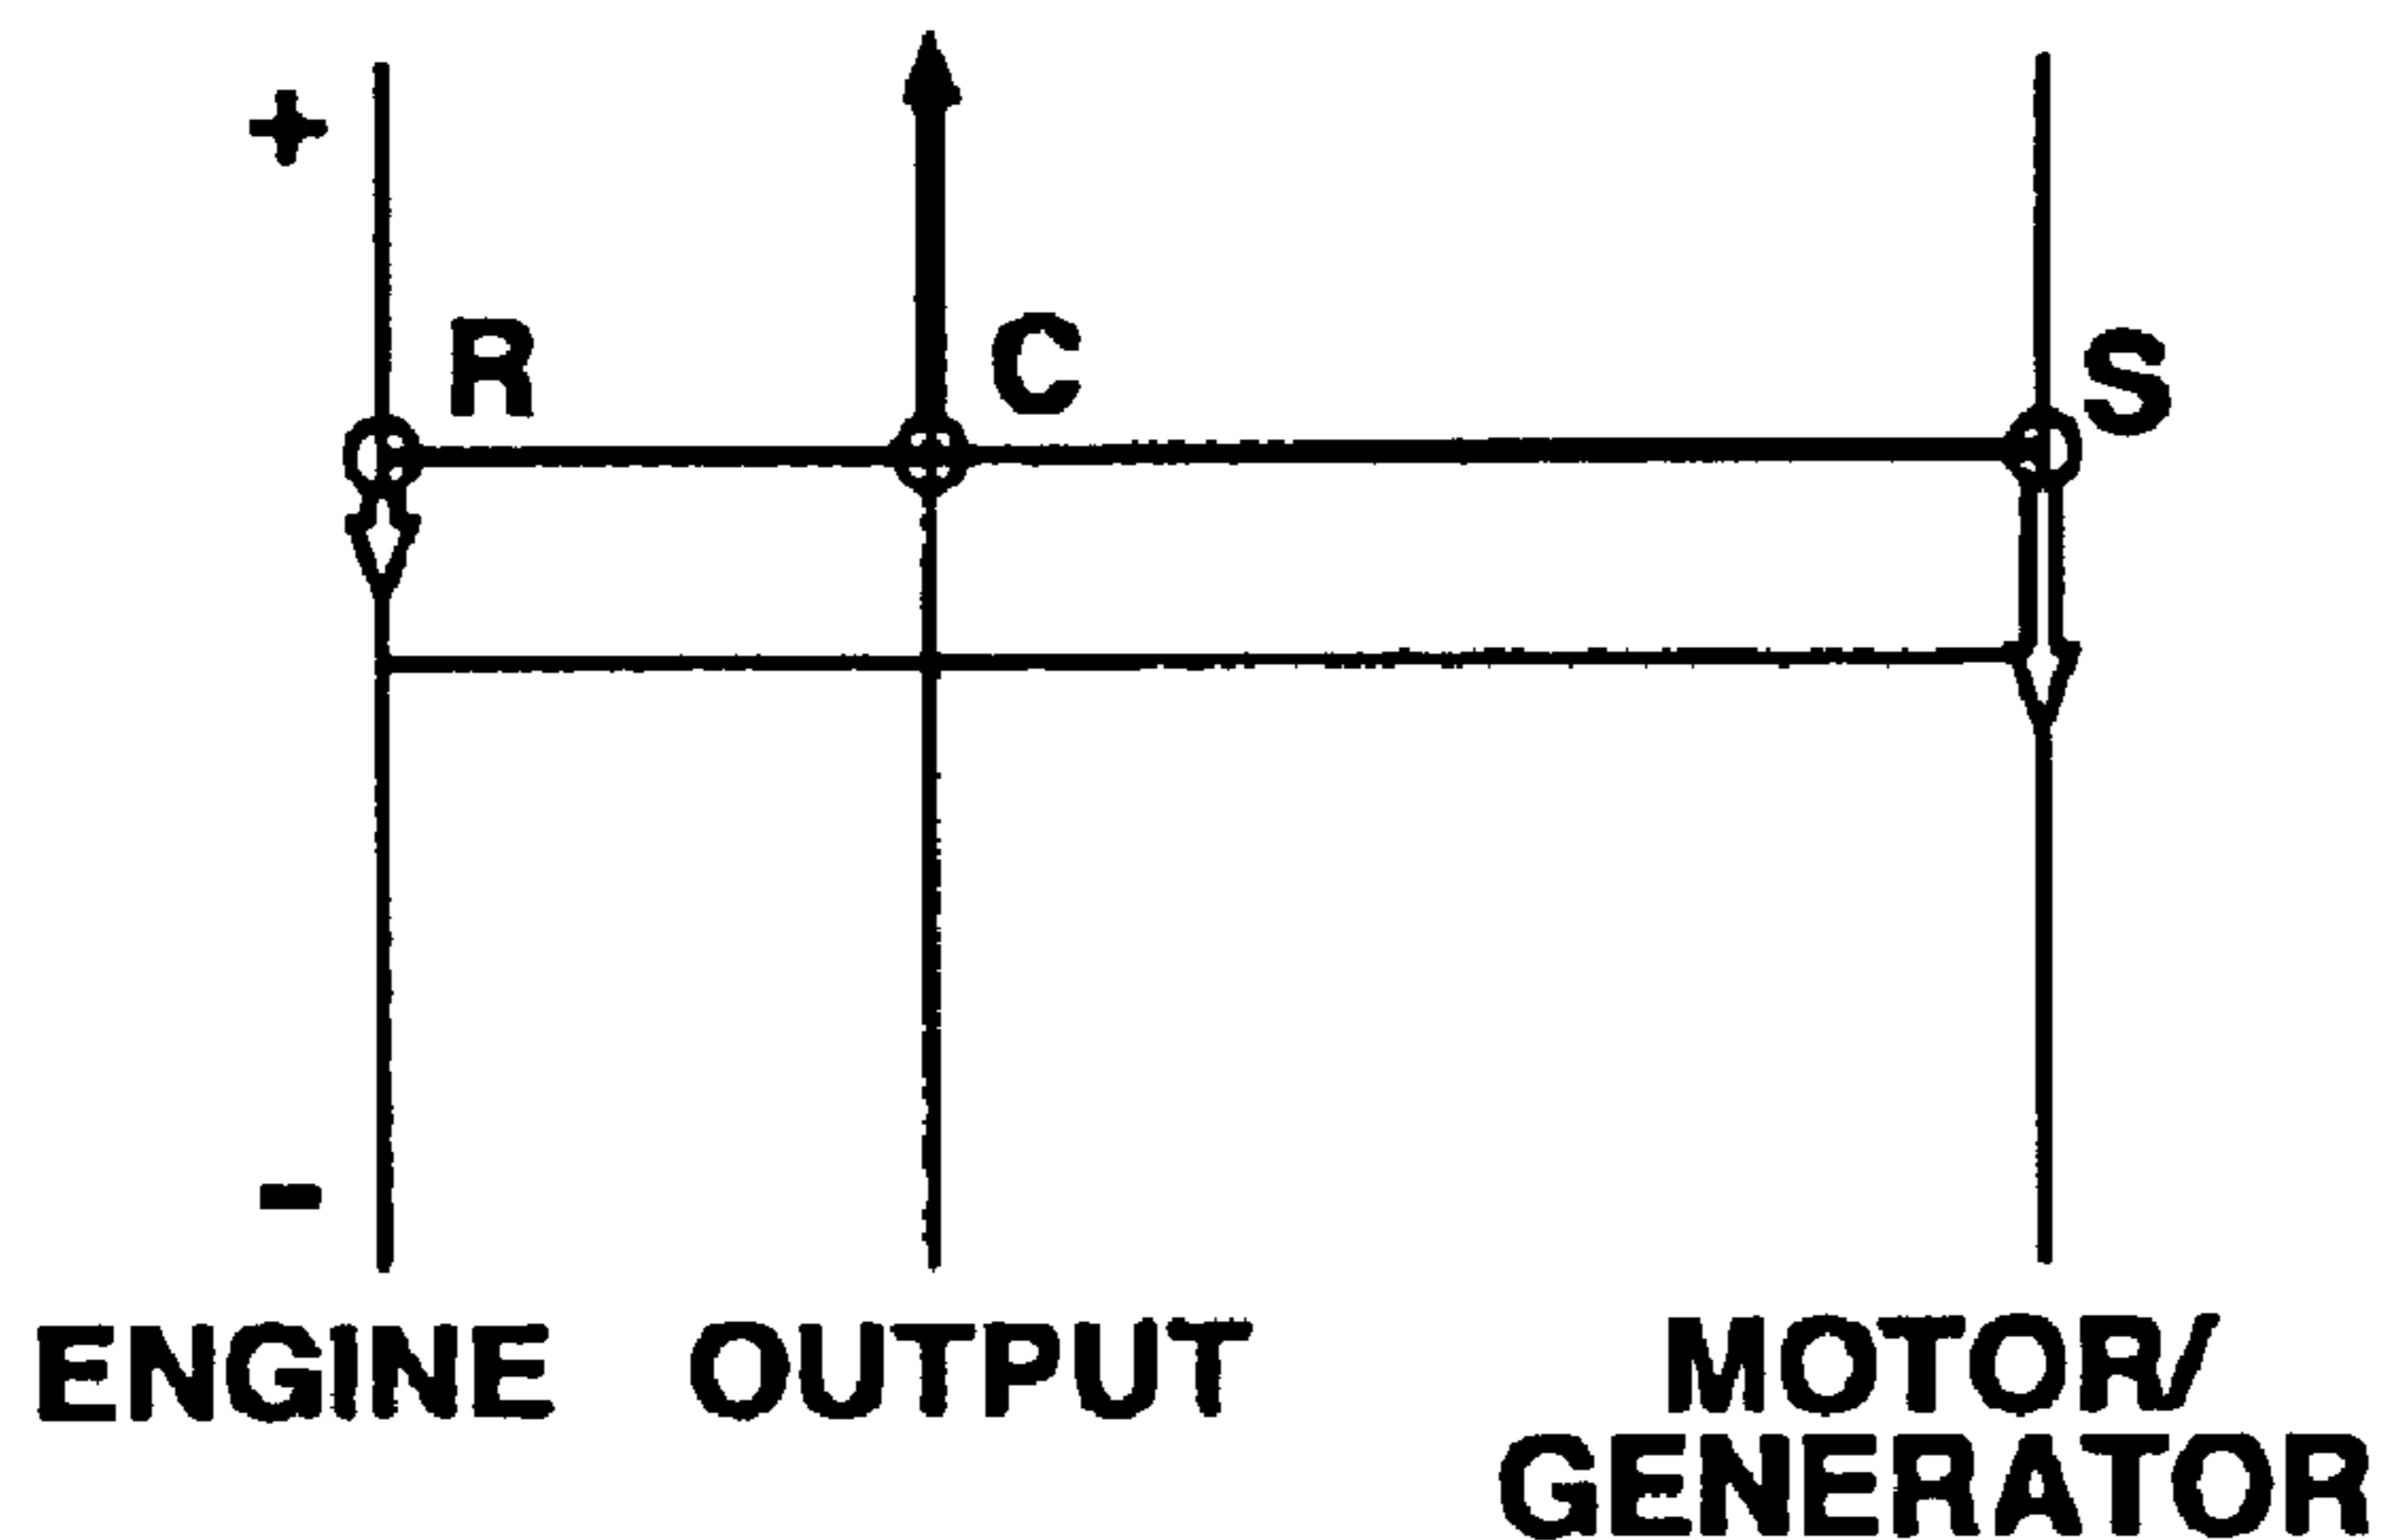 +
R C S
-
ENGINE OUTPUT MOTOR/
GENERATOR